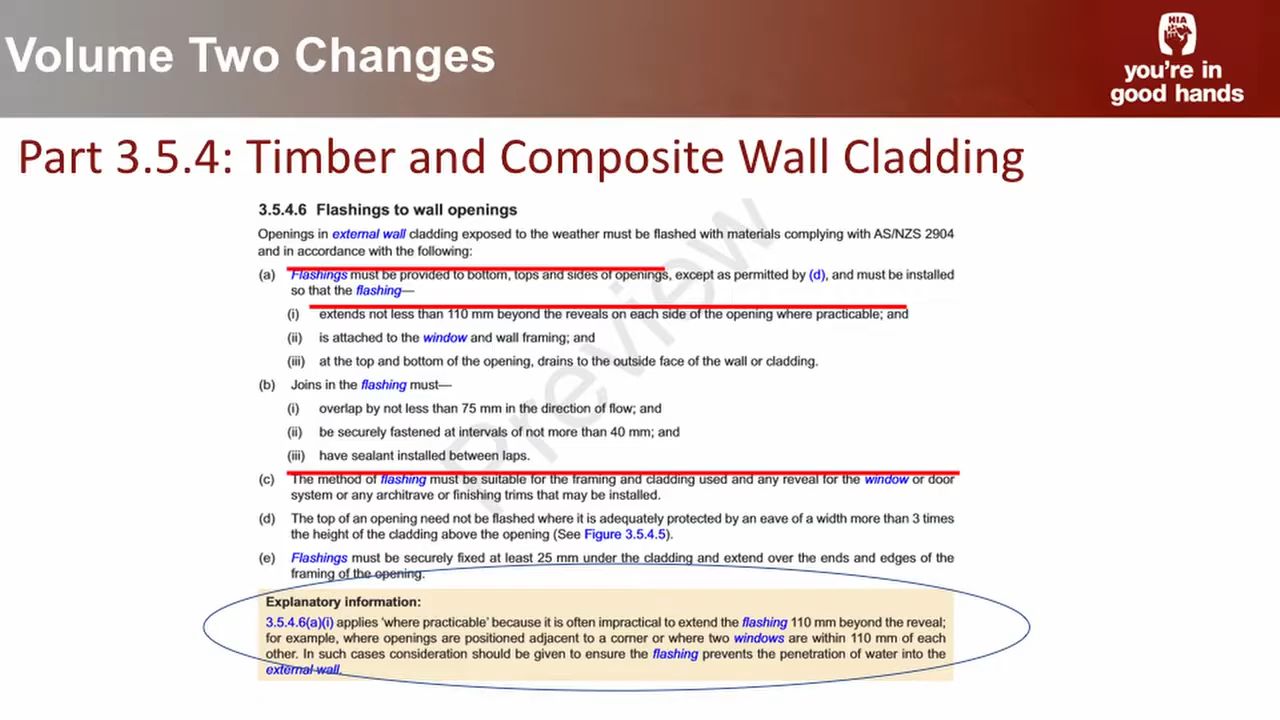 Volume Two Changes
HIA
you're in
good hands
Part 3.5.4: Timber and Composite Wall Cladding
3.5.4.6 Flashings to wall openings
Openings in external wall cladding exposed to the weather must be flashed with materials complying with AS/NZS 2904
and in accordance with the following:
(a) Flashings must be provided to bottom, tops and sides of openings, except as permitted by (d), and must be installed
so that the flashing—
(i) extends not less than 110 mm beyond the reveals on each side of the opening where practicable; and
(ii) is attached to the window and wall framing; and
(iii) at the top and bottom of the opening, drains to the outside face of the wall or cladding.
(b) Joins in the flashing must—
(i) overlap by not less than 75 mm in the direction of flow; and
(ii) be securely fastened at intervals of not more than 40 mm; and
(iii) have sealant installed between laps.
(c) The method of flashing must be suitable for the framing and cladding used and any reveal for the window or door
system or any architrave or finishing trims that may be installed.
(d) The top of an opening need not be flashed where it is adequately protected by an eave of a width more than 3 times
the height of the cladding above the opening (See Figure 3.5.4.5).
(e) Flashings must be securely fixed at least 25 mm under the cladding and extend over the ends and edges of the
framing of the opening.
Explanatory information:
3.5.4.6(a)(i) applies 'where practicable' because it is often impractical to extend the flashing 110 mm beyond the reveal;
for example, where openings are positioned adjacent to a corner or where two windows are within 110 mm of each
other. In such cases consideration should be given to ensure the flashing prevents the penetration of water into the
external wall.
Preview